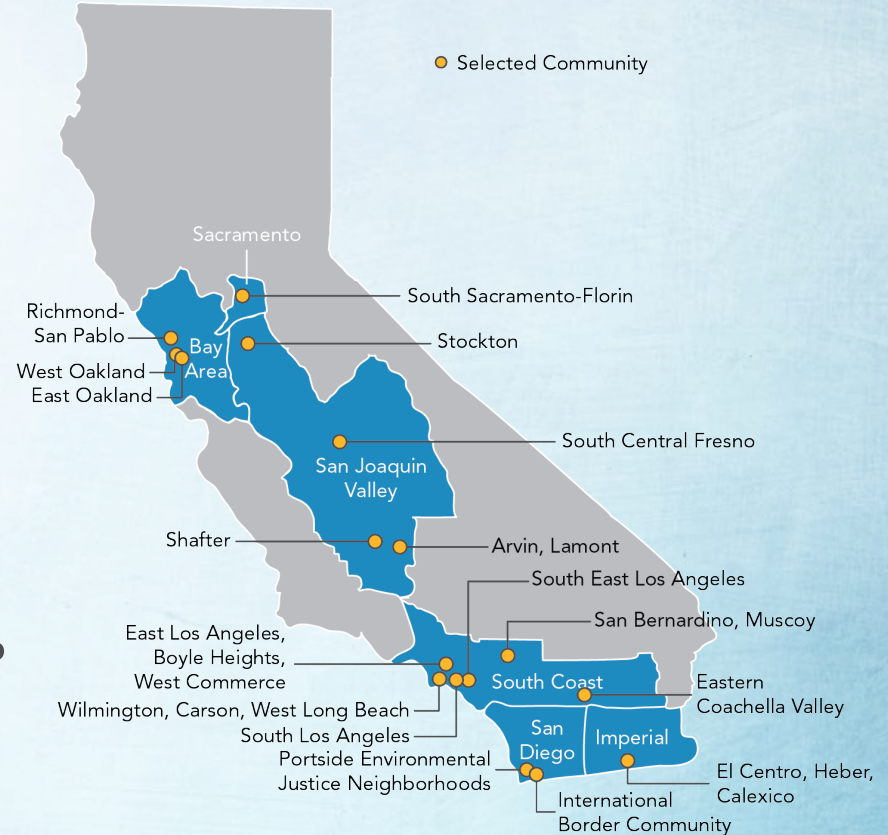 Selected Community
Sacramento
South Sacramento-Florin
Richmond-
San Pablo
Bay
Area
Stockton
West Oakland
East Oakland
South Central Fresno
San Joaquin
Valley
Shafter
Arvin, Lamont
South East Los Angeles
San Bernardino, Muscoy
East Los Angeles,
Boyle Heights,
West Commerce
South Coast
Eastern
Coachella Valley
Wilmington, Carson, West Long Beach
South Los Angeles
San
Diego
Imperial
Portside Environmental
Justice Neighborhoods
El Centro, Heber,
Calexico
International
Border Community